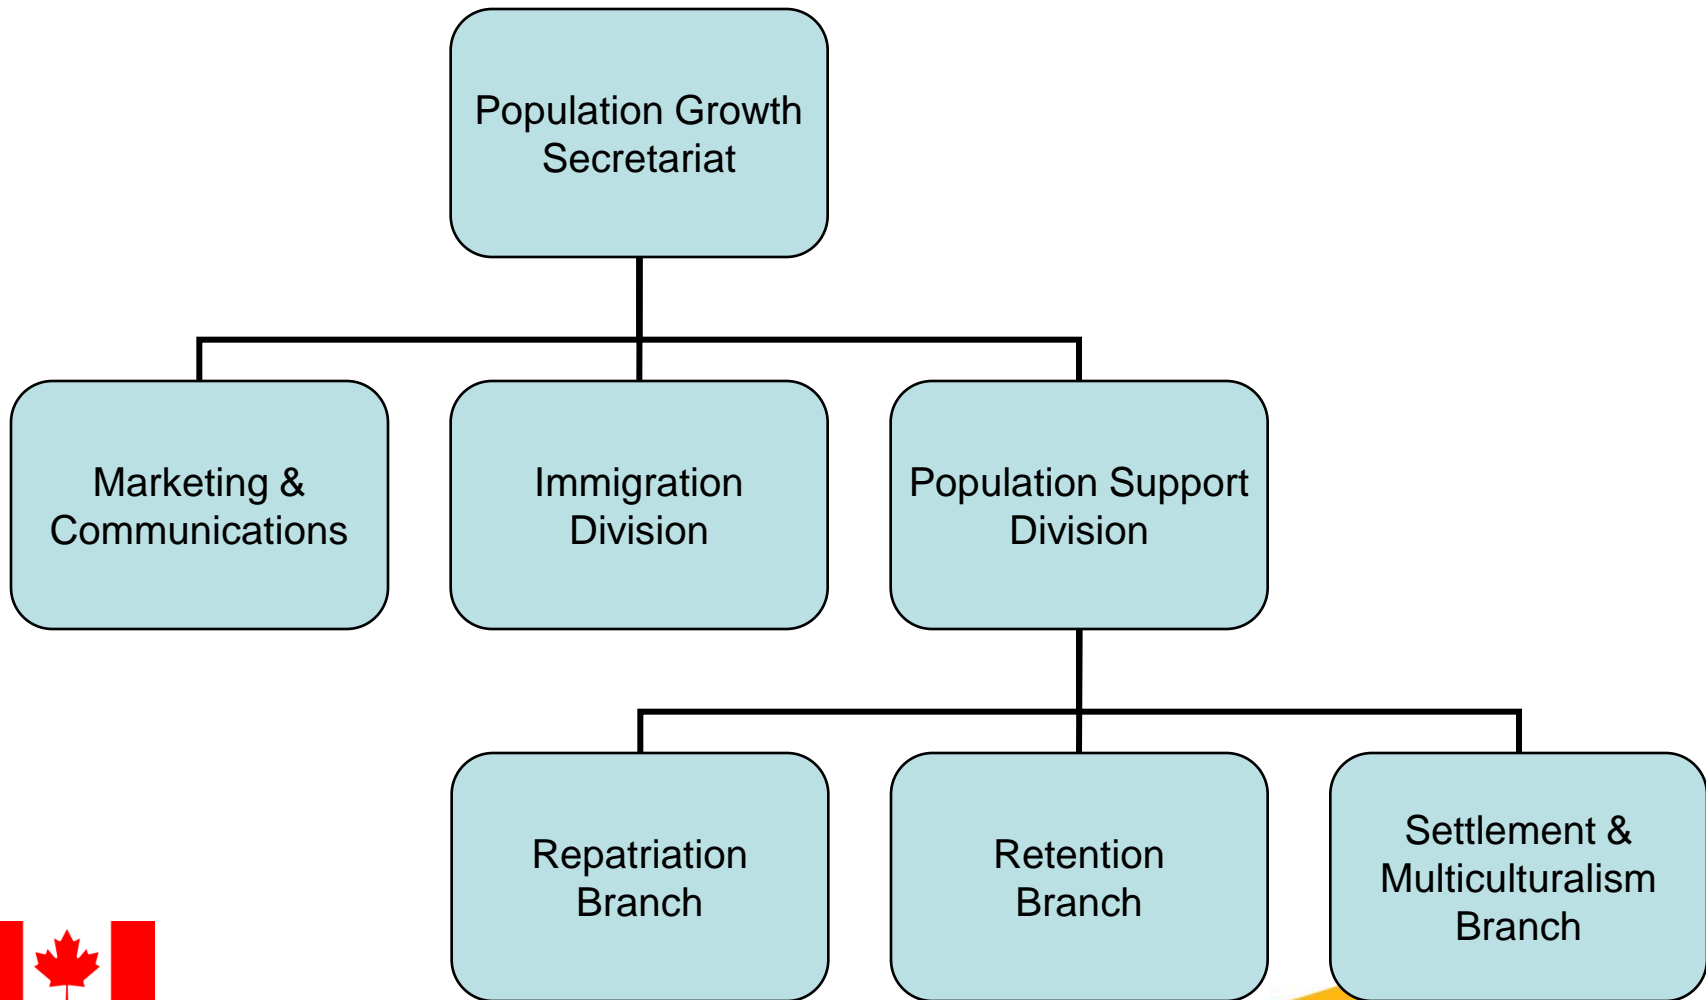 Population Growth
Secretariat
Marketing &
Communications
Immigration
Division
Population Support
Division
Repatriation
Branch
Retention
Branch
Settlement &
Multiculturalism
Branch